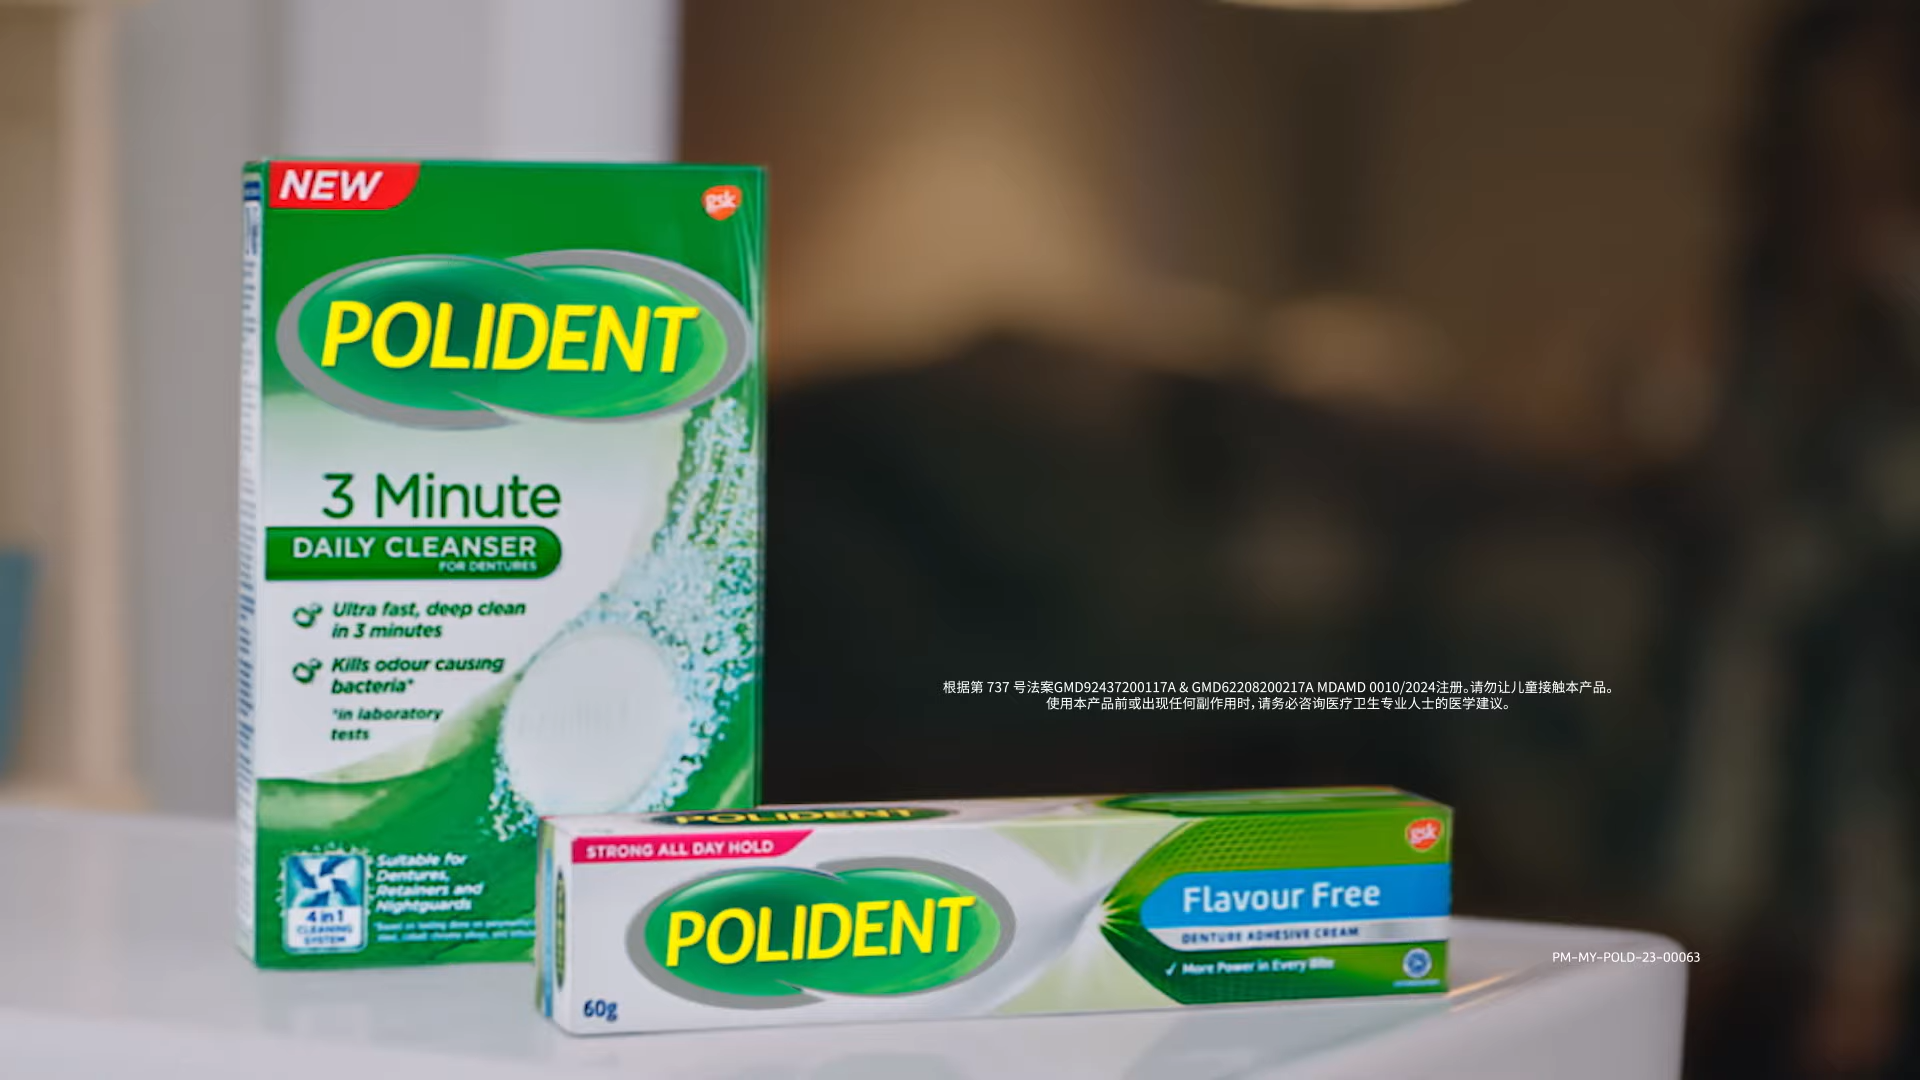 NEW
gsk
POLIDENT
3 Minute
DAILY CLEANSER
FOR DENTURES
Ultra fast, deep clean
in 3 minutes
Kills odour causing
bacteria*
*in laboratory
tests
4 in 1
CLEANING
SYSTEM
Suitable for
Dentures,
Retainers and
Nightguards
根据第 737 号法案GMD92437200117A & GMD62208200217A MDAMD 0010/2024注册。请勿让儿童接触本产品。
使用本产品前或出现任何副作用时，请务必咨询医疗卫生专业人士的医学建议。
POLIDENT
STRONG ALL DAY HOLD
gsk
POLIDENT
Flavour Free
DENTURE ADHESIVE CREAM
✓ More Power in Every Bite
60g
PM-MY-POLD-23-00063